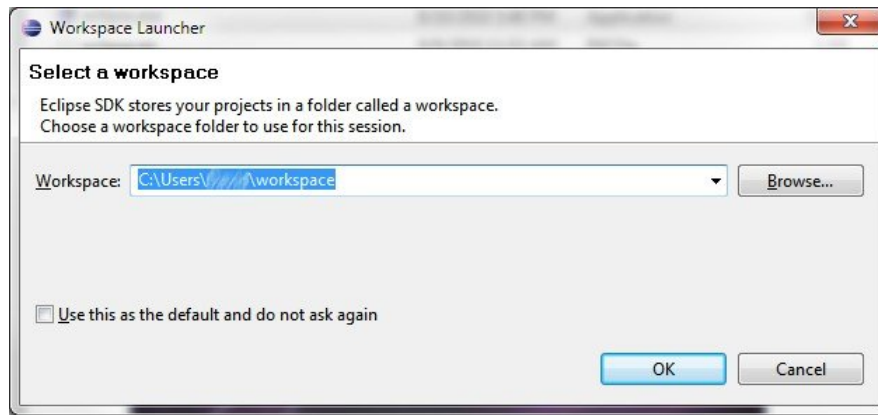 Workspace Launcher
Select a workspace
Eclipse SDK stores your projects in a folder called a workspace.
Choose a workspace folder to use for this session.
Workspace: C:\Users\ \workspace Browse...
Use this as the default and do not ask again
OK Cancel